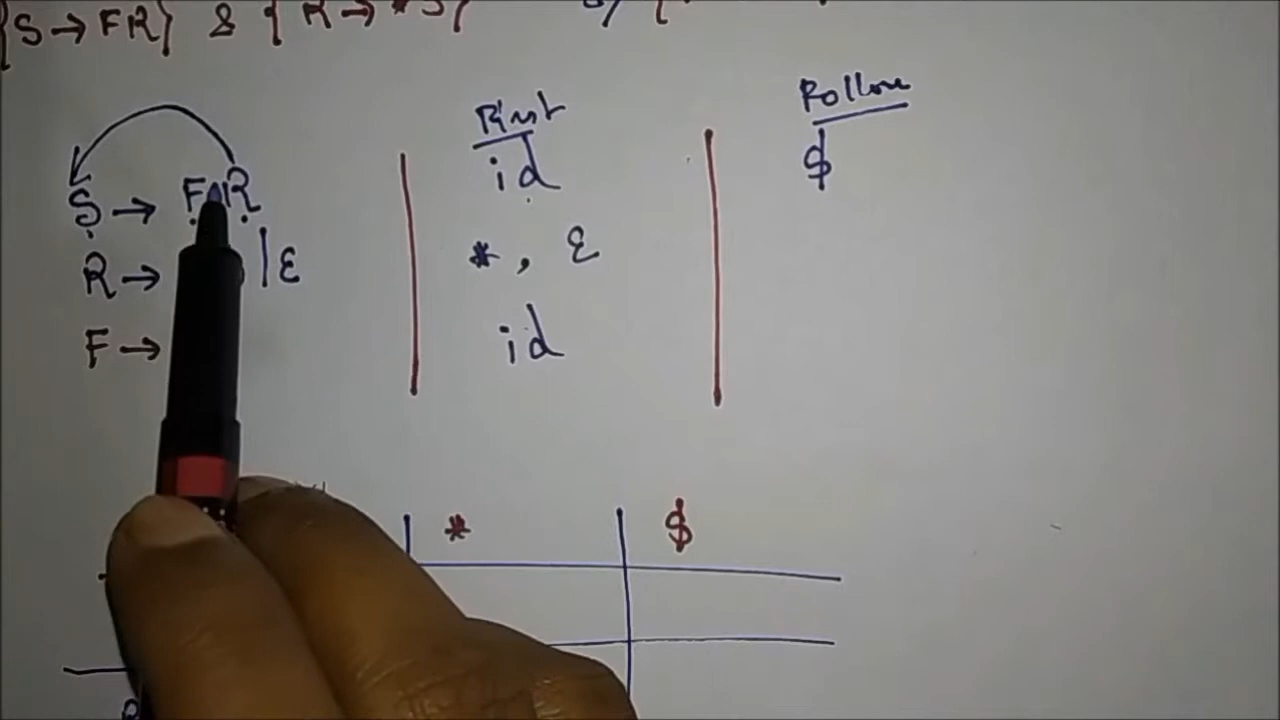 {S → FR} & {R → *S
First Follow
S → FR id $
R → | ε *, ε
F → id
* $